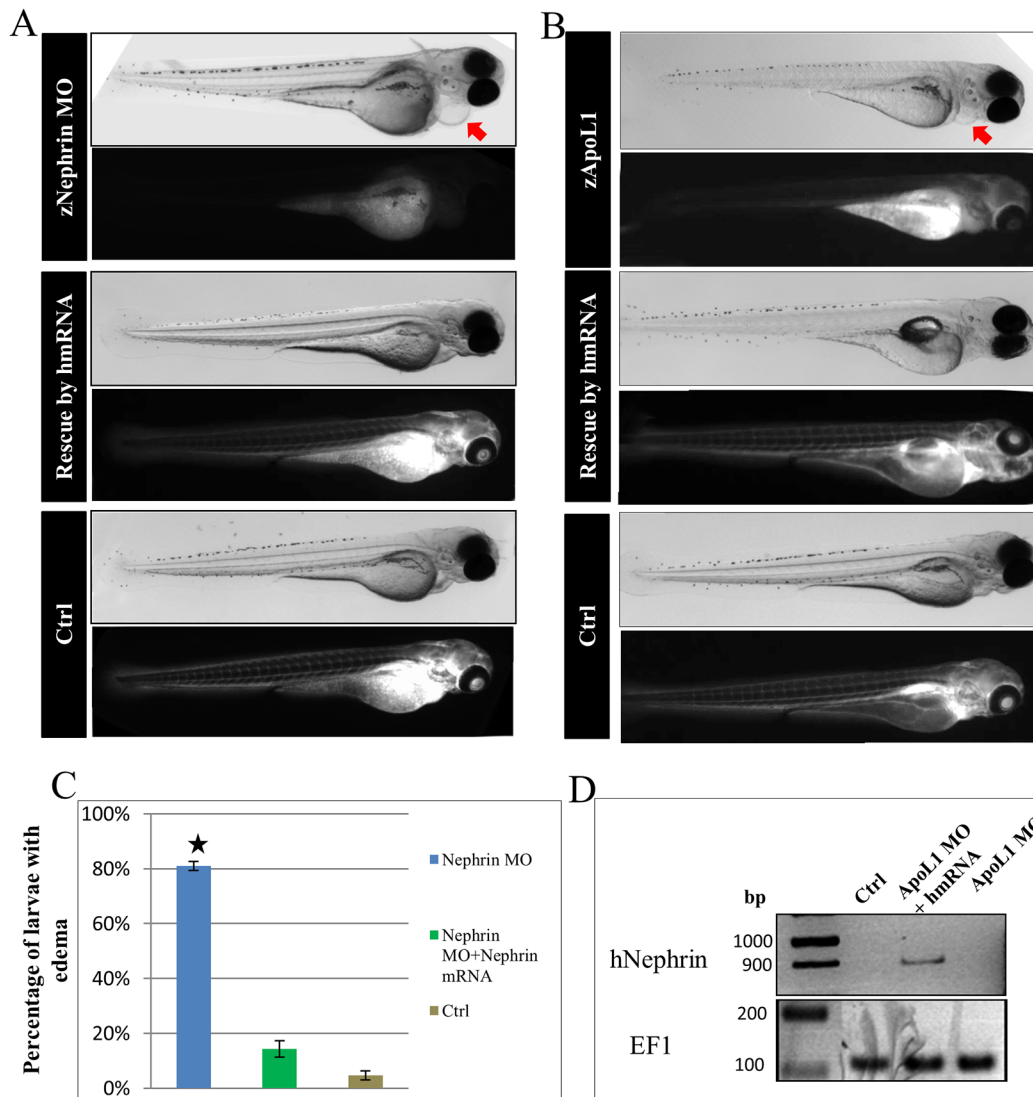 A
zNephrin MO
Rescue by hmRNA
Ctrl
B
zApoL1
Rescue by hmRNA
Ctrl
C
Percentage of larvae with
edema
100%
80%
60%
40%
20%
0%
Nephrin MO
Nephrin
MO+Nephrin
mRNA
Ctrl
D
bp
Ctrl
ApoL1 MO
+ hmRNA
ApoL1 MO
hNephrin
1000
900
EF1
200
100